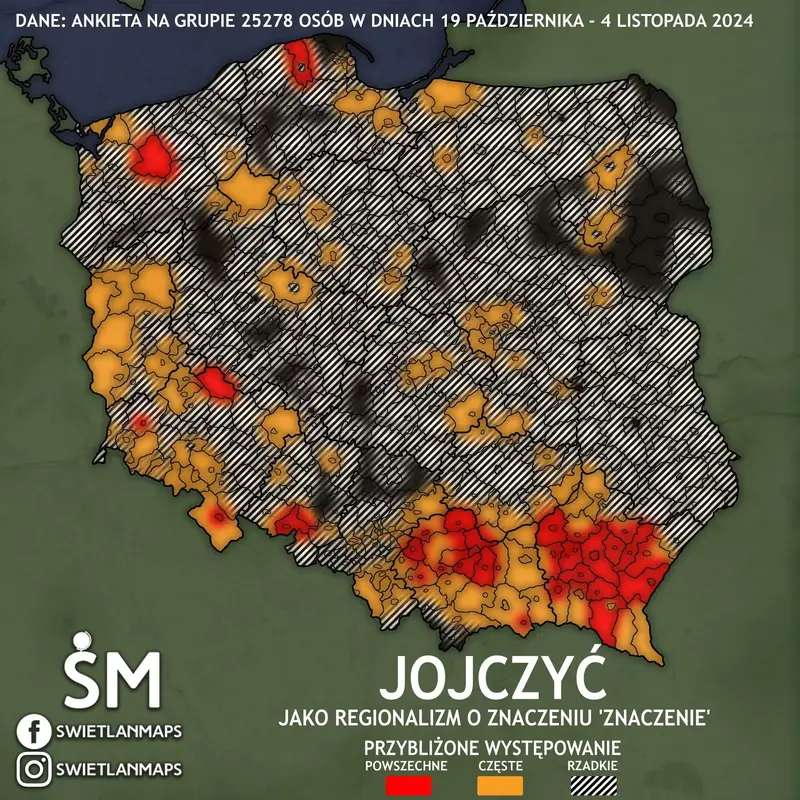 DANE: ANKIETA NA GRUPIE 25278 OSÓB W DNIACH 19 PAŹDZIERNIKA - 4 LISTOPADA 2024
ŚM
SWIETLANMAPS
SWIETLANMAPS
JOJCZYĆ
JAKO REGIONALIZM O ZNACZENIU 'ZNACZENIE'
PRZYBLIŻONE WYSTĘPOWANIE
POWSZECHNE CZĘSTE RZADKIE